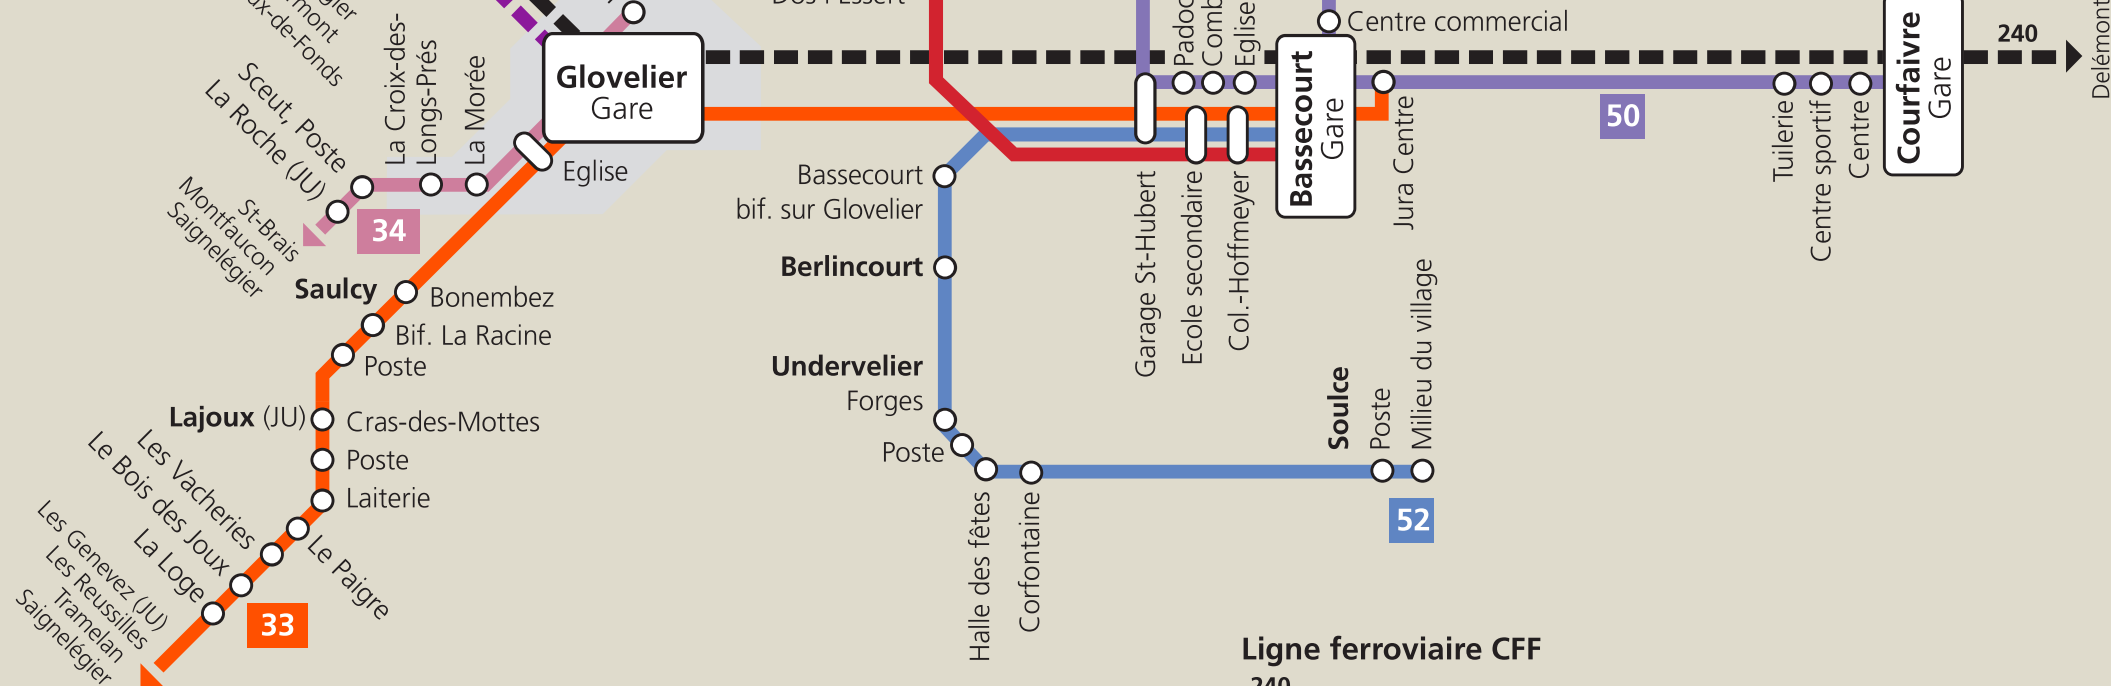 Centre commercial
240
Glovelier
Gare
La Croix-des-
Longs-Prés
La Morée
Sceut, Poste
La Roche (JU)
St-Brais
Montfaucon
Saignelégier
34
Eglise
Eglise
Bassecourt
Gare
Jura Centre
50
Tuilerie
Centre sportif
Centre
Courfaivre
Gare
Delémont
Bassecourt
bif. sur Glovelier
Garage St-Hubert
Ecole secondaire
Col.-Hoffmeyer
Berlincourt
Saulcy
Bonembez
Bif. La Racine
Poste
Undervelier
Forges
Poste
Halle des fêtes
Corfontaine
Soulce
Poste
Milieu du village
52
Lajoux (JU)
Cras-des-Mottes
Poste
Laiterie
Le Paigre
Les Vacheries
Le Bois des Joux
La Loge
Les Genevez (JU)
Les Reussilles
Tramelan
Saignelégier
33
Ligne ferroviaire CFF
240